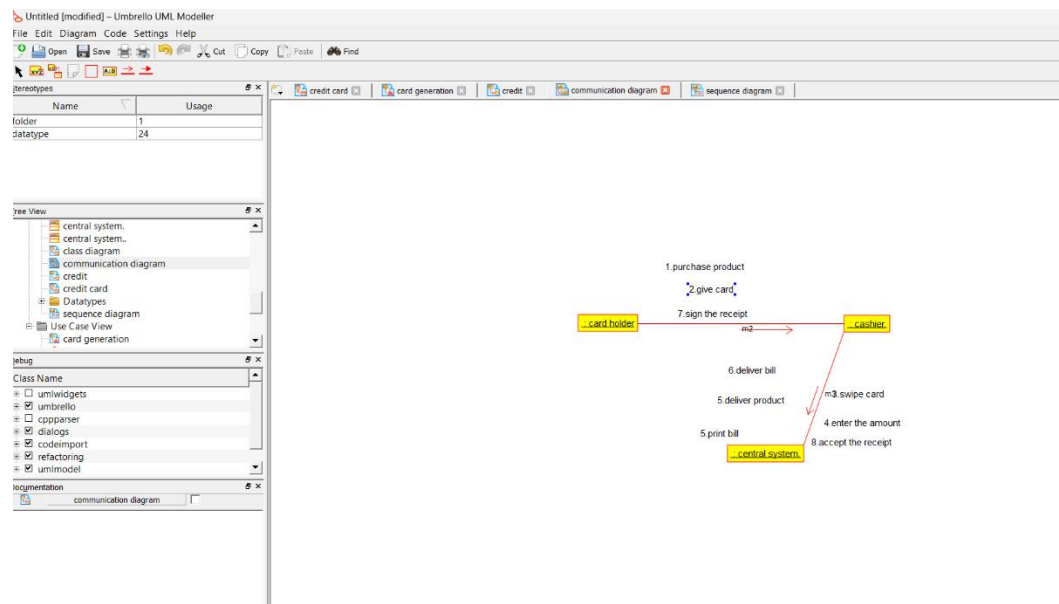 Untitled [modified] – Umbrello UML Modeller
File Edit Diagram Code Settings Help
Open Save Cut Copy Paste Find
xyz A:B
tereotypes
credit card card generation credit communication diagram sequence diagram
Name Usage
folder 1
datatype 24
ree View
central system.
central system..
class diagram
communication diagram
credit
credit card
Datatypes
sequence diagram
Use Case View
card generation
ebug
Class Name
umlwidgets
umbrello
cppparser
dialogs
codeimport
refactoring
umlmodel
ocumentation
communication diagram
1.purchase product
2.give card
7.sign the receipt
.: card holder
m2
.: cashier.
6.deliver bill
5.deliver product
3.swipe card
4.enter the amount
5.print bill
8.accept the receipt
.: central system.